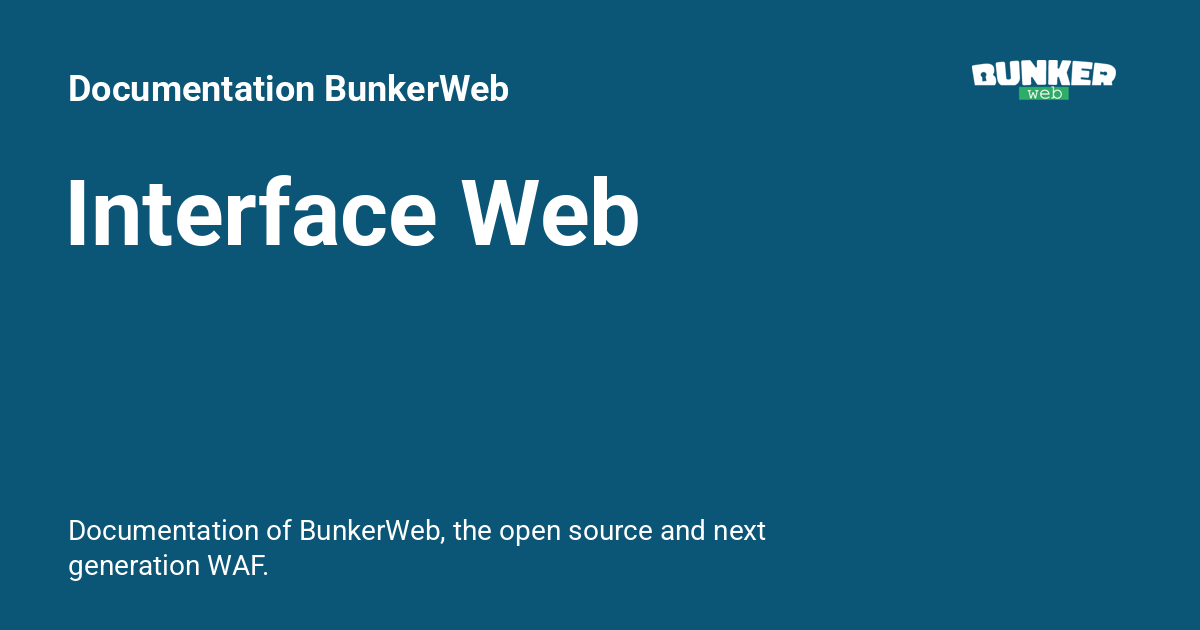 Documentation BunkerWeb
BUNKER
web
Interface Web
Documentation of BunkerWeb, the open source and next
generation WAF.